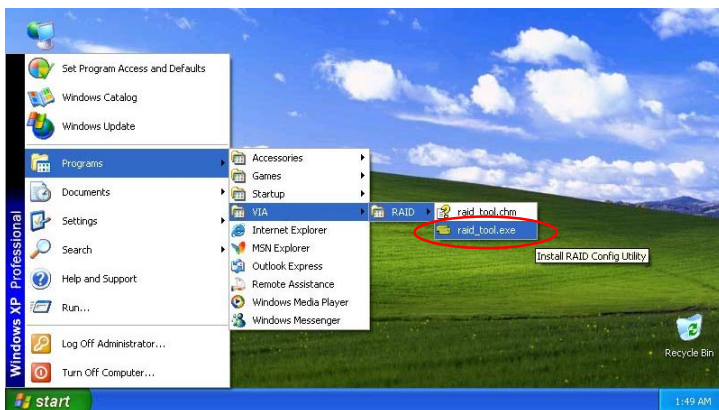 Set Program Access and Defaults
Windows Catalog
Windows Update
Programs
Documents
Settings
Search
Help and Support
Run...
Log Off Administrator...
Turn Off Computer...
Windows XP Professional
Accessories
Games
Startup
VIA
Internet Explorer
MSN Explorer
Outlook Express
Remote Assistance
Windows Media Player
Windows Messenger
RAID
raid_tool.chm
raid_tool.exe
Install RAID Config Utility
Recycle Bin
start
1:49 AM